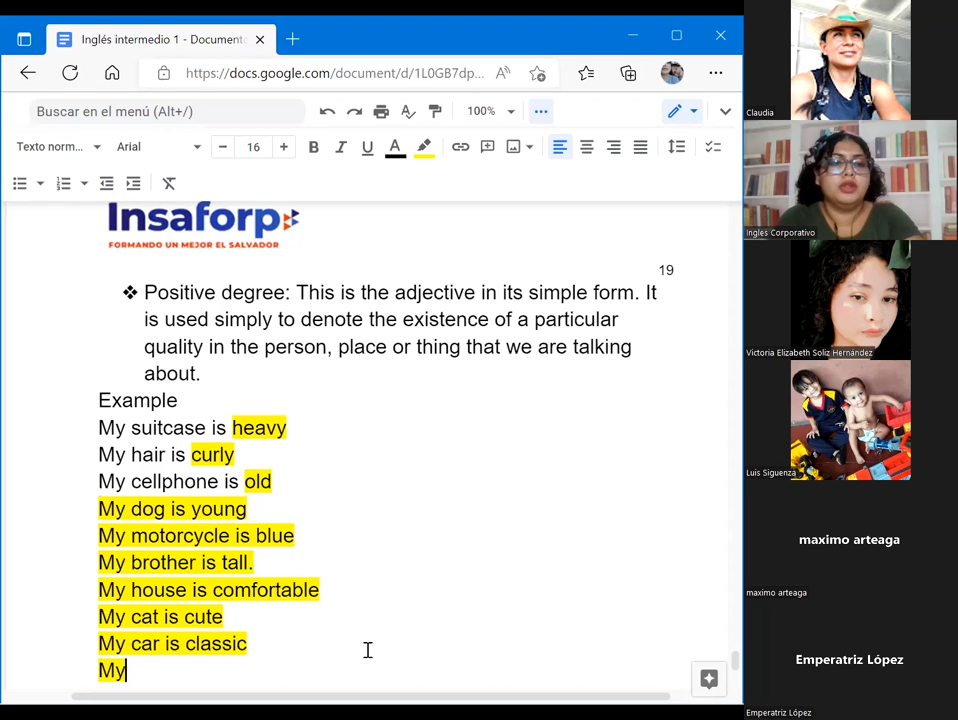 Inglés intermedio 1 - Documento
https://docs.google.com/document/d/1L0GB7dp...
Buscar en el menú (Alt+/)
100%
Texto norm...
Arial
16
Insaforp
FORMANDO UN MEJOR EL SALVADOR
19
❖ Positive degree: This is the adjective in its simple form. It
is used simply to denote the existence of a particular
quality in the person, place or thing that we are talking
about.
Example
My suitcase is heavy
My hair is curly
My cellphone is old
My dog is young
My motorcycle is blue
My brother is tall.
My house is comfortable
My cat is cute
My car is classic
My
Claudia
Ingles Corporativo
Victoria Elizabeth Soliz Hernández
Luis Siguenza
maximo arteaga
maximo arteaga
Emperatriz López
Emperatriz López